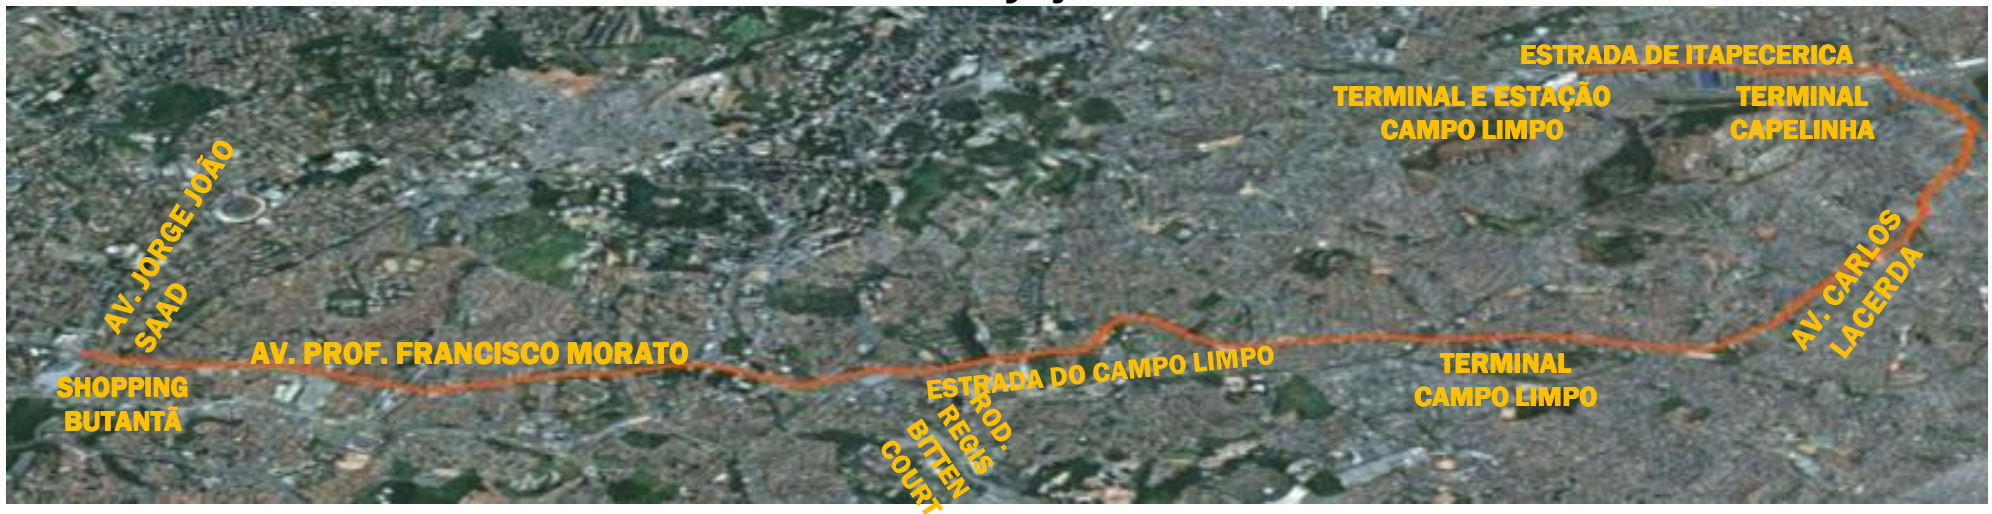 ESTRADA DE ITAPECERICA
TERMINAL E ESTAÇÃO
CAMPO LIMPO
TERMINAL
CAPELINHA
AV. JORGE JOÃO
SAAD
AV. CARLOS
LACERDA
AV. PROF. FRANCISCO MORATO
SHOPPING
BUTANTÃ
ESTRADA DO CAMPO LIMPO
TERMINAL
CAMPO LIMPO
ROD.
REGIS
BITTEN
COURT